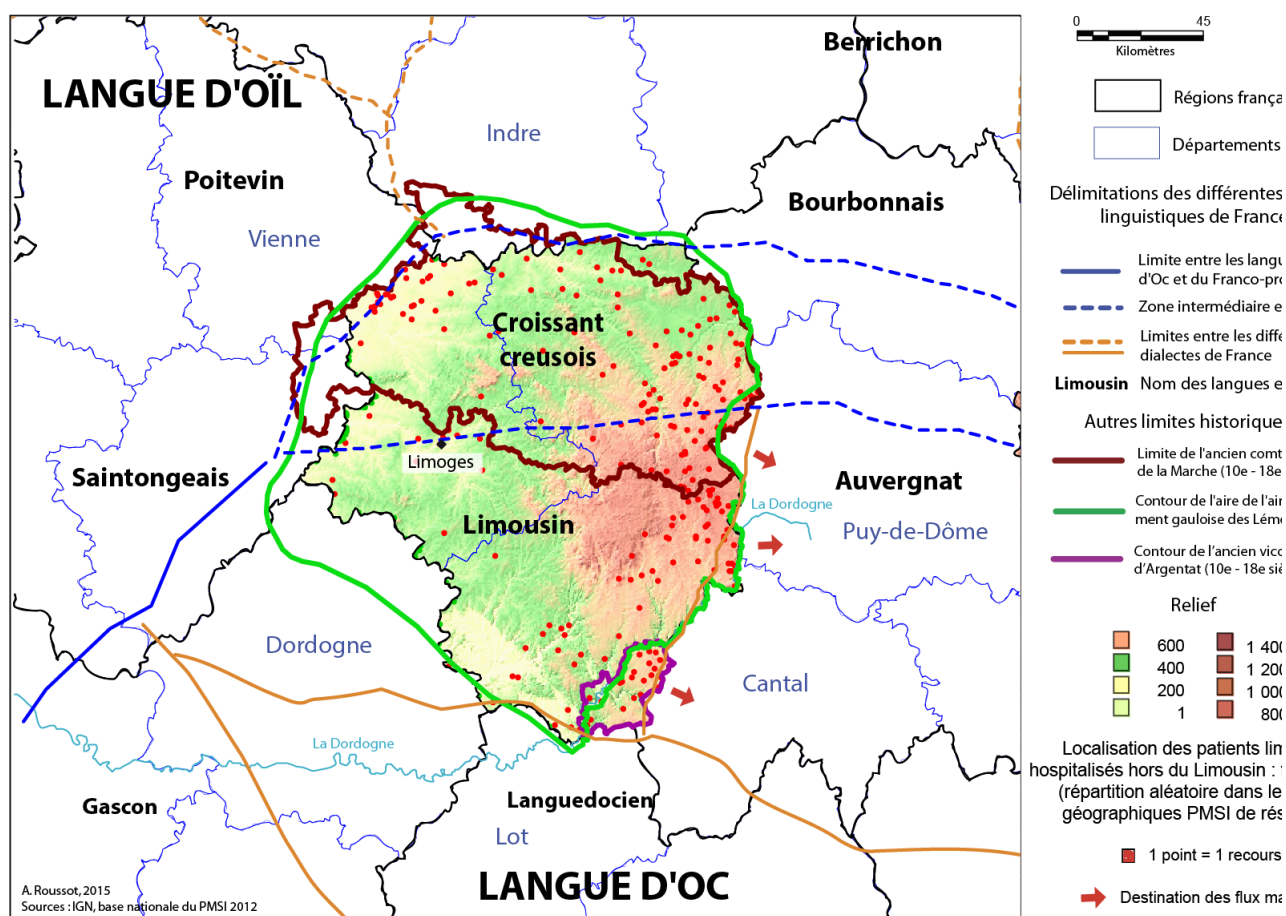 LANGUE D'OÏL
Berrichon
Indre
Poitevin
Bourbonnais
Vienne
Croissant
creusois
Limoges
Saintongeais
Auvergnat
La Dordogne
Limousin
Puy-de-Dôme
Dordogne
Cantal
La Dordogne
Gascon
Languedocien
Lot
LANGUE D'OC
A. Roussot, 2015
Sources : IGN, base nationale du PMSI 2012
0 45
Kilomètres
Régions frança
Départements
Délimitations des différentes
linguistiques de France
Limite entre les langu
d'Oc et du Franco-pro
Zone intermédiaire e
Limites entre les diffé
dialectes de France
Limousin Nom des langues e
Autres limites historique
Limite de l'ancien comt
de la Marche (10e - 18e
Contour de l'aire de l'air
ment gauloise des Lémo
Contour de l'ancien vico
d'Argentat (10e - 18e siè
Relief
600 1 400
400 1 200
200 1 000
1 800
Localisation des patients lim
hospitalisés hors du Limousin :
(répartition aléatoire dans le
géographiques PMSI de rés
1 point = 1 recours
Destination des flux ma